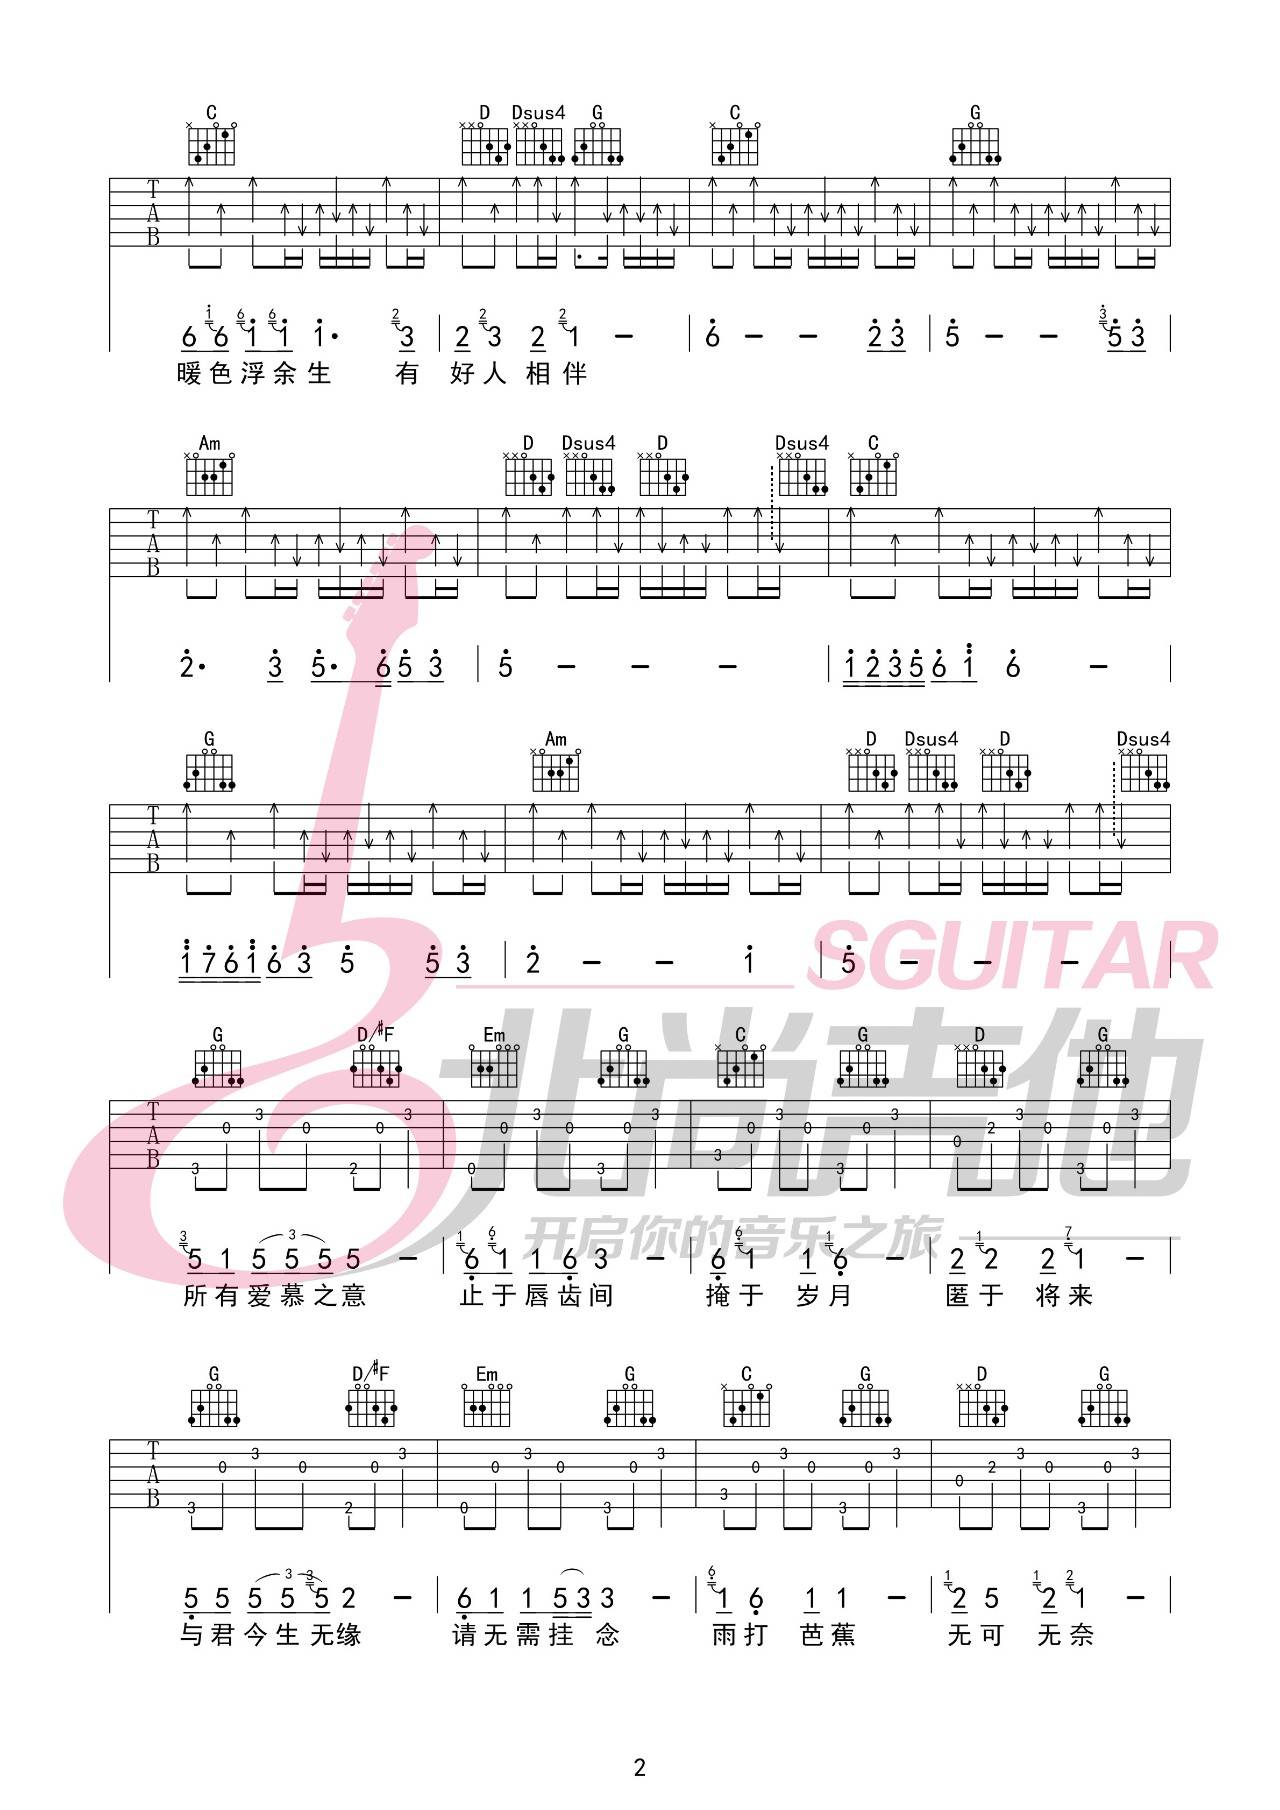 C D Dsus4 G C G
T A B
6 6 1 1 1· 3 | 2 3 2 1 – | 6 – – 2 3 | 5 – – 5 3
暖色浮余生 有 好人相伴
Am D Dsus4 D Dsus4 C
T A B
2· 3 5· 6 5 3 | 5 – – – | 1 2 3 5 6 1 6 –
G Am D Dsus4 D Dsus4
T A B
1 7 6 1 6 3 5 5 3 | 2 – – 1 | 5 – – –
SGUITAR
北尚吉他
开启你的音乐之旅
G D/#F Em G C G D G
T A B
3 0 3 0 2 0 3 | 0 0 3 0 3 0 3 | 3 0 3 0 3 0 3 | 0 2 3 0 3 0 3
5 1 5 5 5 5 – | 6 1 1 6 3 – | 6 1 1 6 – | 2 2 2 1 –
所有爱慕之意 止于唇齿间 掩于 岁月 匿于 将来
G D/#F Em G C G D G
T A B
3 0 3 0 2 0 3 | 0 0 3 0 3 0 3 | 3 0 3 0 3 0 3 | 0 2 3 0 3 0 3
5 5 5 5 5 2 – | 6 1 1 5 3 3 – | 1 6 1 1 – | 2 5 2 1 –
与君今生无缘 请无需挂念 雨打 芭蕉 无可 无奈
2